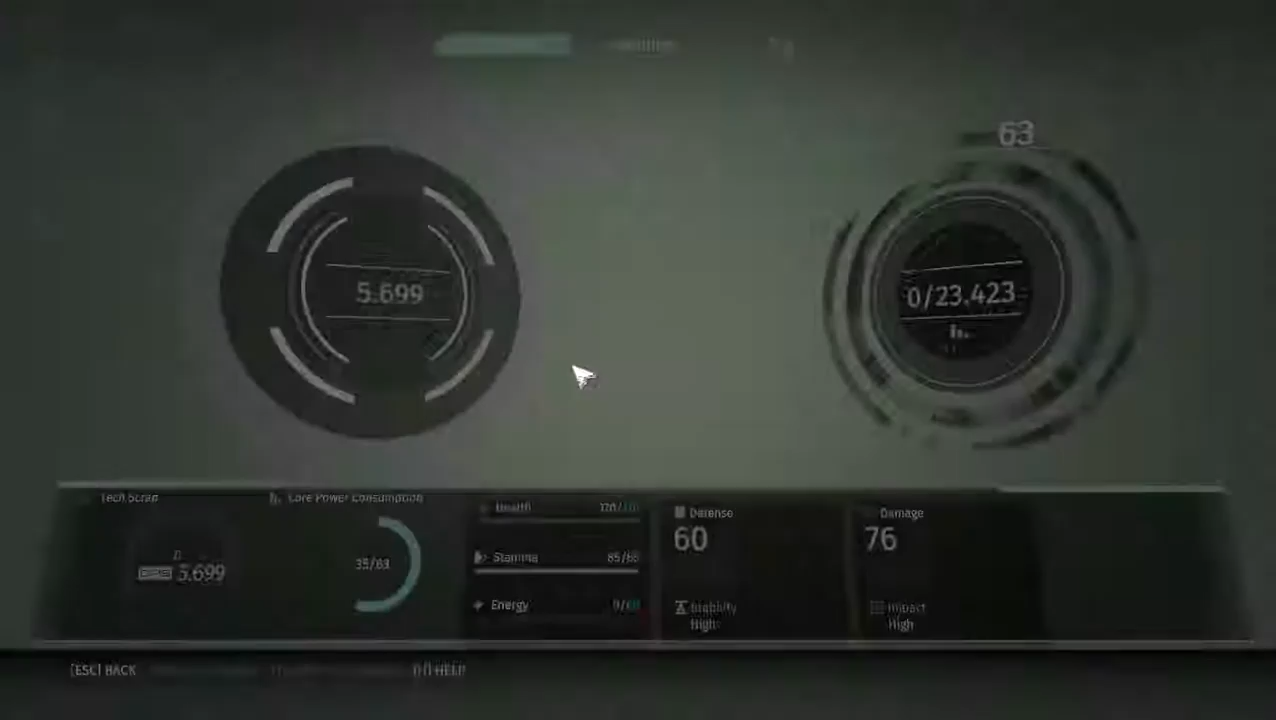 63
5.699
0/23.423
Tech Scrap
Core Power Consumption
5.699
35/63
Health
Stamina
Energy
Defense
60
Stability
High
Damage
76
Impact
High
[ESC] BACK
HELP